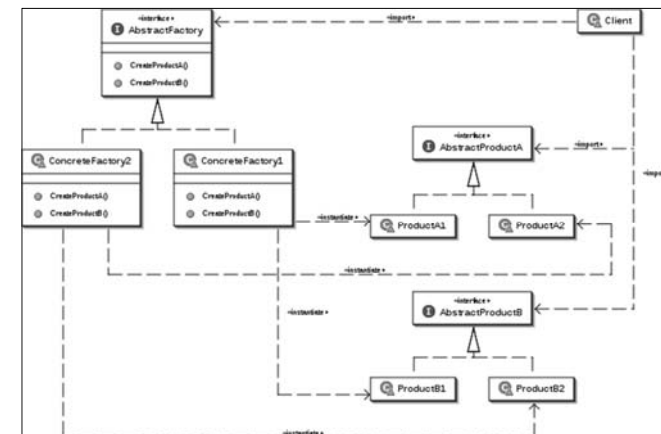 «interface»
AbstractFactory
CreateProductA()
CreateProductB()
«import»
Client
ConcreteFactory2
CreateProductA()
CreateProductB()
ConcreteFactory1
CreateProductA()
CreateProductB()
«interface»
AbstractProductA
«import»
«impo
«instantiate»
ProductA1
ProductA2
«instantiate»
«interface»
AbstractProductB
«instantiate»
ProductB1
ProductB2
«instantiate»